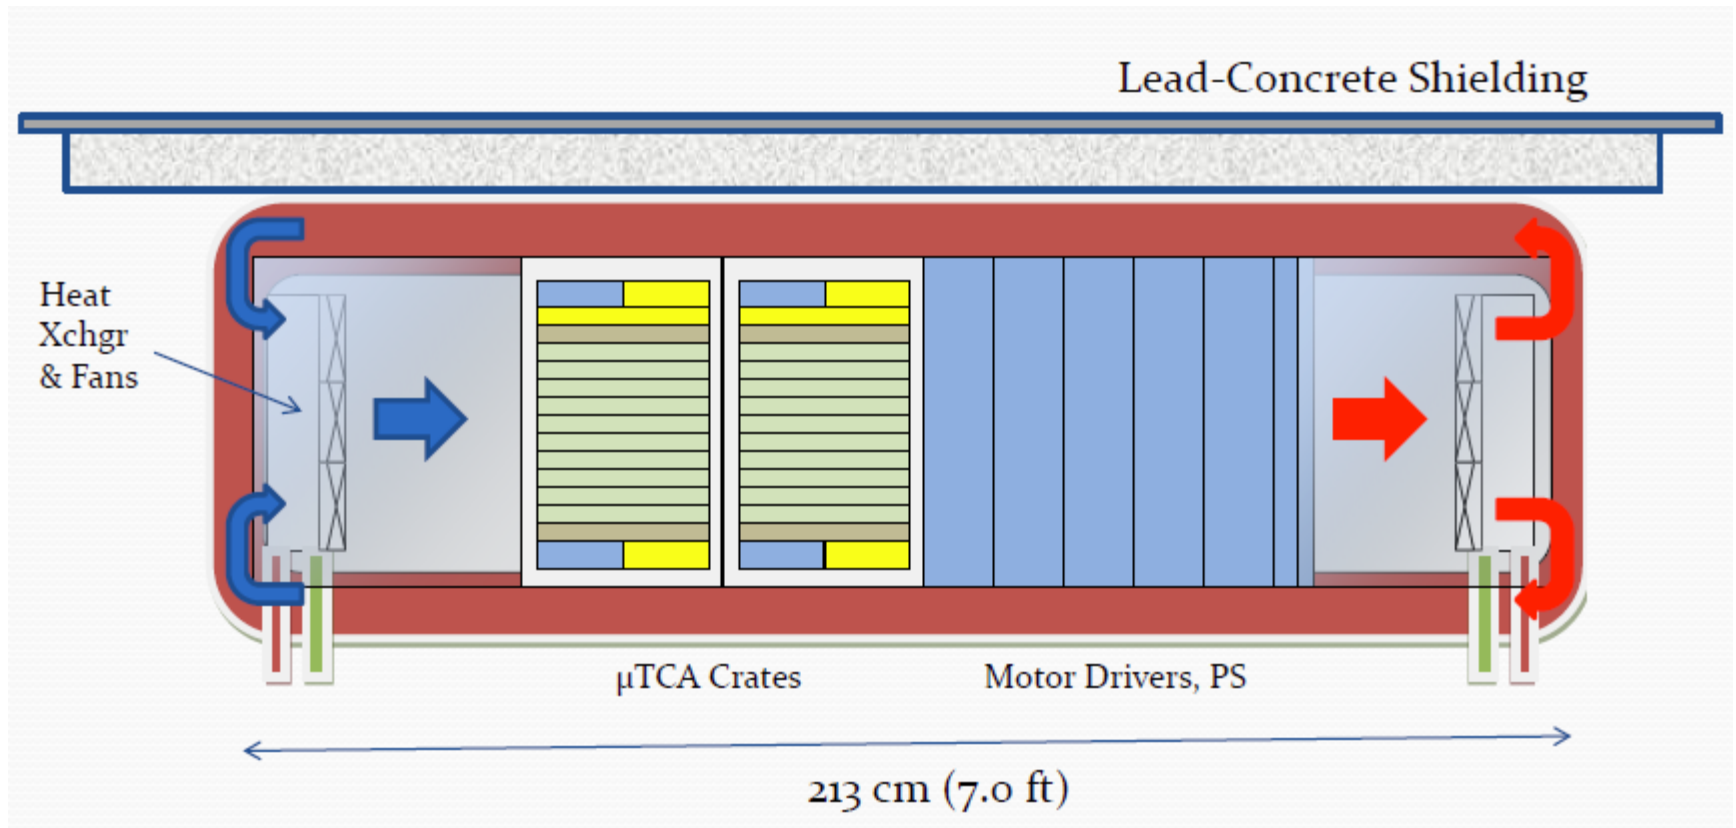 Lead-Concrete Shielding
Heat
Xchgr
& Fans
μTCA Crates
Motor Drivers, PS
213 cm (7.0 ft)